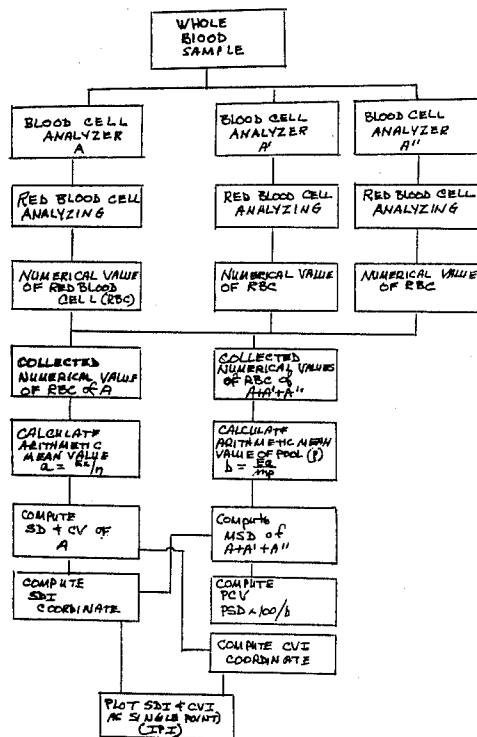 WHOLE
BLOOD
SAMPLE
BLOOD CELL
ANALYZER
A
BLOOD CELL
ANALYZER
A'
BLOOD CELL
ANALYZER
A"
RED BLOOD CELL
ANALYZING
RED BLOOD CELL
ANALYZING
RED BLOOD CELL
ANALYZING
NUMERICAL VALUE
OF RED BLOOD
CELL (RBC)
NUMERICAL VALUE
OF RBC
NUMERICAL VALUE
OF RBC
COLLECTED
NUMERICAL VALUE
OF RBC of A
COLLECTED
NUMERICAL VALUES
OF RBC of
A+A'+A"
CALCULATE
ARITHMETIC
MEAN VALUE
a = Ea/n
CALCULATE
ARITHMETIC MEAN
VALUE OF POOL (P)
b = Ea/mp
COMPUTE
SD + CV OF
A
Compute
MSD of
A+A'+A"
COMPUTE
SDI
COORDINATE
COMPUTE
PCV
PSD x 100/b
COMPUTE CVI
COORDINATE
PLOT SDI + CVI
AS SINGLE POINT)
(IPI)